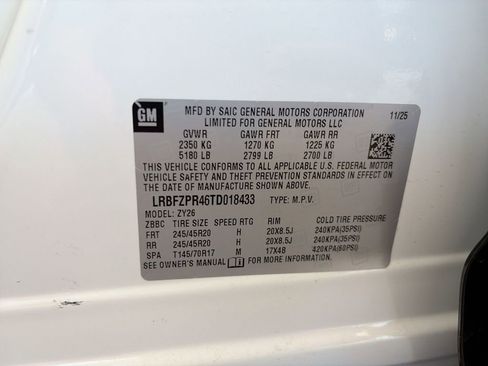 GM
MFD BY SAIC GENERAL MOTORS CORPORATION 11/25
LIMITED FOR GENERAL MOTORS LLC
GVWR GAWR FRT GAWR RR
2350 KG 1270 KG 1225 KG
5180 LB 2799 LB 2700 LB
THIS VEHICLE CONFORMS TO ALL APPLICABLE U.S. FEDERAL MOTOR
VEHICLE SAFETY AND THEFT PREVENTION STANDARDS IN EFFECT ON
THE DATE OF MANUFACTURE SHOWN ABOVE.
LRBFZPR46TD018433 TYPE: M.P.V.
MODEL: ZY26
ZBBC TIRE SIZE SPEED RTG RIM COLD TIRE PRESSURE
FRT 245/45R20 H 20X8.5J 240KPA(35PSI)
RR 245/45R20 H 20X8.5J 240KPA(35PSI)
SPA T145/70R17 M 17X4B 420KPA(60PSI)
SEE OWNER'S MANUAL FOR MORE INFORMATION.